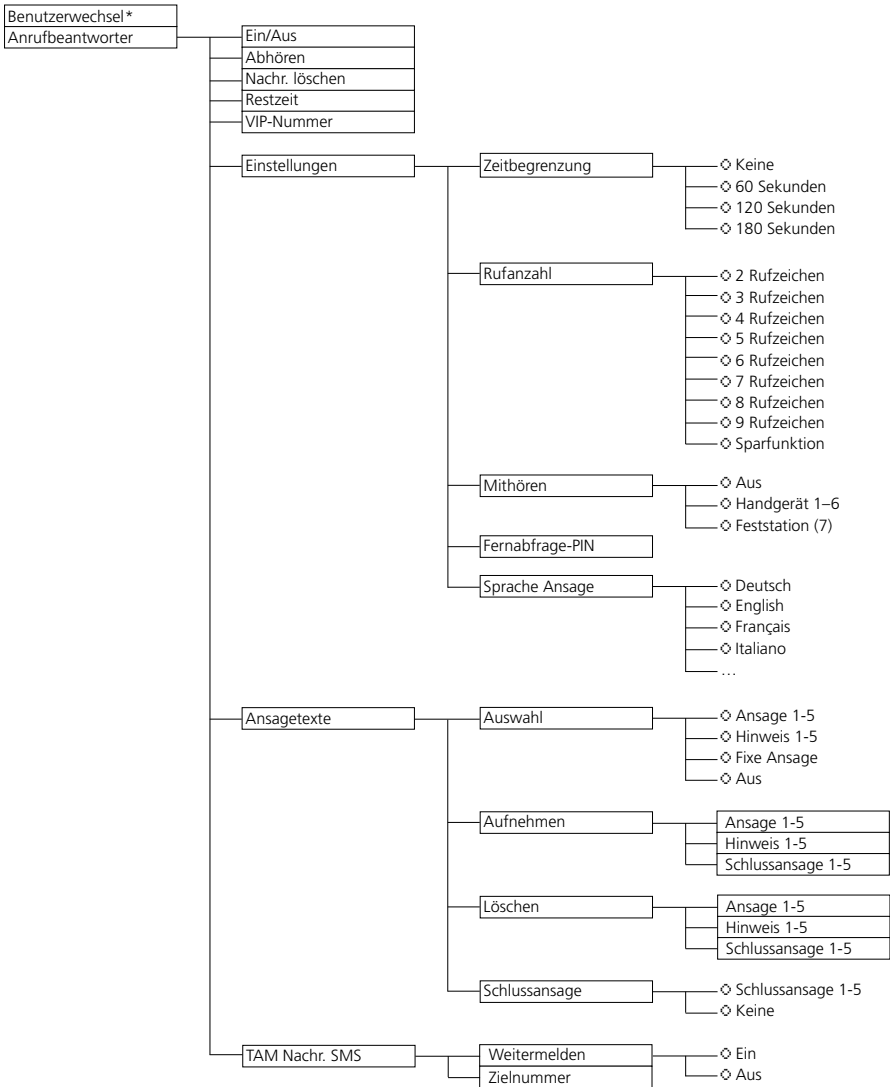 Benutzerwechsel*
Anrufbeantworter
Ein/Aus
Abhören
Nachr. löschen
Restzeit
VIP-Nummer
Einstellungen
Zeitbegrenzung
Keine
60 Sekunden
120 Sekunden
180 Sekunden
Rufanzahl
2 Rufzeichen
3 Rufzeichen
4 Rufzeichen
5 Rufzeichen
6 Rufzeichen
7 Rufzeichen
8 Rufzeichen
9 Rufzeichen
Sparfunktion
Mithören
Aus
Handgerät 1–6
Feststation (7)
Fernabfrage-PIN
Sprache Ansage
Deutsch
English
Français
Italiano
…
Ansagetexte
Auswahl
Ansage 1-5
Hinweis 1-5
Fixe Ansage
Aus
Aufnehmen
Ansage 1-5
Hinweis 1-5
Schlussansage 1-5
Löschen
Ansage 1-5
Hinweis 1-5
Schlussansage 1-5
Schlussansage
Schlussansage 1-5
Keine
TAM Nachr. SMS
Weitermelden
Ein
Zielnummer
Aus